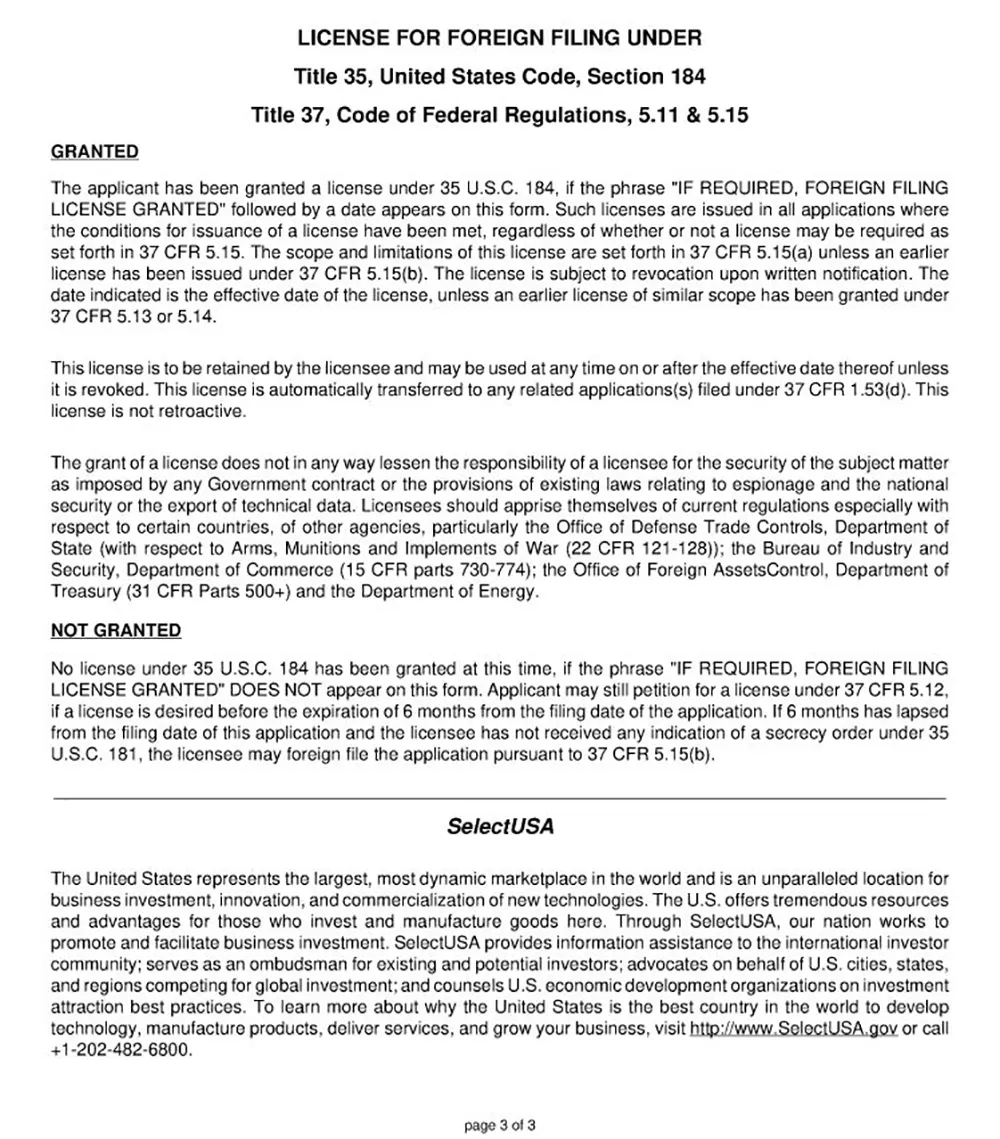 LICENSE FOR FOREIGN FILING UNDER
Title 35, United States Code, Section 184
Title 37, Code of Federal Regulations, 5.11 & 5.15
GRANTED
The applicant has been granted a license under 35 U.S.C. 184, if the phrase "IF REQUIRED, FOREIGN FILING
LICENSE GRANTED" followed by a date appears on this form. Such licenses are issued in all applications where
the conditions for issuance of a license have been met, regardless of whether or not a license may be required as
set forth in 37 CFR 5.15. The scope and limitations of this license are set forth in 37 CFR 5.15(a) unless an earlier
license has been issued under 37 CFR 5.15(b). The license is subject to revocation upon written notification. The
date indicated is the effective date of the license, unless an earlier license of similar scope has been granted under
37 CFR 5.13 or 5.14.
This license is to be retained by the licensee and may be used at any time on or after the effective date thereof unless
it is revoked. This license is automatically transferred to any related applications(s) filed under 37 CFR 1.53(d). This
license is not retroactive.
The grant of a license does not in any way lessen the responsibility of a licensee for the security of the subject matter
as imposed by any Government contract or the provisions of existing laws relating to espionage and the national
security or the export of technical data. Licensees should apprise themselves of current regulations especially with
respect to certain countries, of other agencies, particularly the Office of Defense Trade Controls, Department of
State (with respect to Arms, Munitions and Implements of War (22 CFR 121-128)); the Bureau of Industry and
Security, Department of Commerce (15 CFR parts 730-774); the Office of Foreign AssetsControl, Department of
Treasury (31 CFR Parts 500+) and the Department of Energy.
NOT GRANTED
No license under 35 U.S.C. 184 has been granted at this time, if the phrase "IF REQUIRED, FOREIGN FILING
LICENSE GRANTED" DOES NOT appear on this form. Applicant may still petition for a license under 37 CFR 5.12,
if a license is desired before the expiration of 6 months from the filing date of the application. If 6 months has lapsed
from the filing date of this application and the licensee has not received any indication of a secrecy order under 35
U.S.C. 181, the licensee may foreign file the application pursuant to 37 CFR 5.15(b).
SelectUSA
The United States represents the largest, most dynamic marketplace in the world and is an unparalleled location for
business investment, innovation, and commercialization of new technologies. The U.S. offers tremendous resources
and advantages for those who invest and manufacture goods here. Through SelectUSA, our nation works to
promote and facilitate business investment. SelectUSA provides information assistance to the international investor
community; serves as an ombudsman for existing and potential investors; advocates on behalf of U.S. cities, states,
and regions competing for global investment; and counsels U.S. economic development organizations on investment
attraction best practices. To learn more about why the United States is the best country in the world to develop
technology, manufacture products, deliver services, and grow your business, visit http://www.SelectUSA.gov or call
+1-202-482-6800.
page 3 of 3